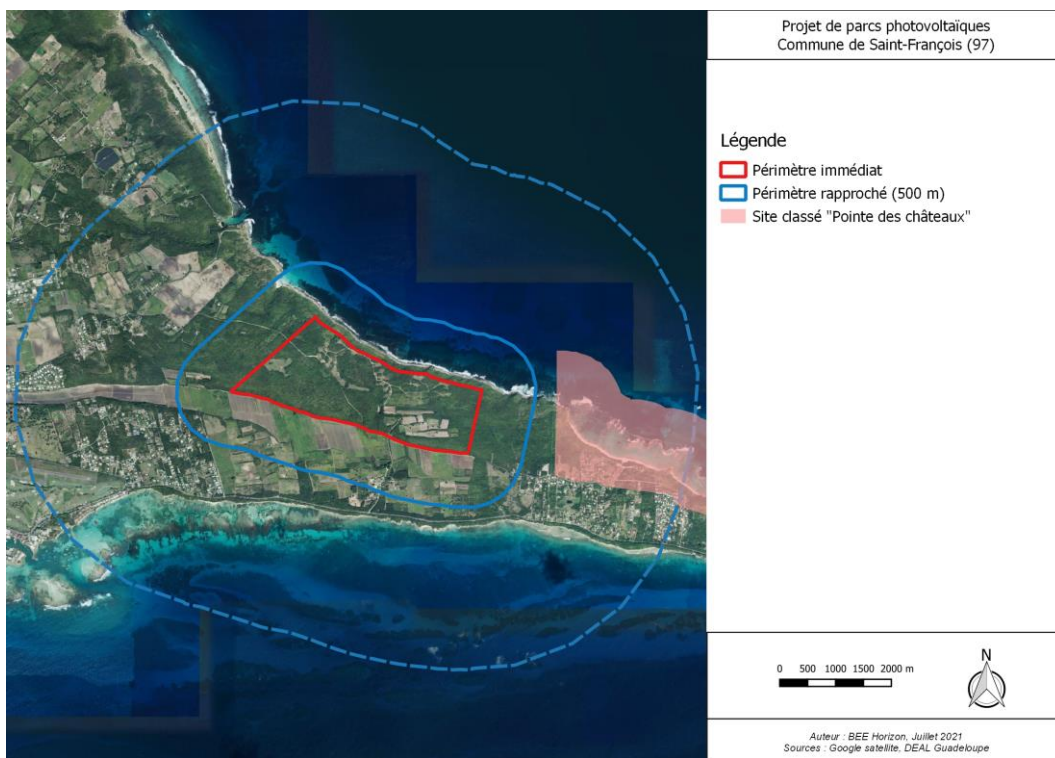 Projet de parcs photovoltaïques
Commune de Saint-François (97)
Légende
Périmètre immédiat
Périmètre rapproché (500 m)
Site classé "Pointe des châteaux"
0 500 1000 1500 2000 m
N
Auteur : BEE Horizon, Juillet 2021
Sources : Google satellite, DEAL Guadeloupe